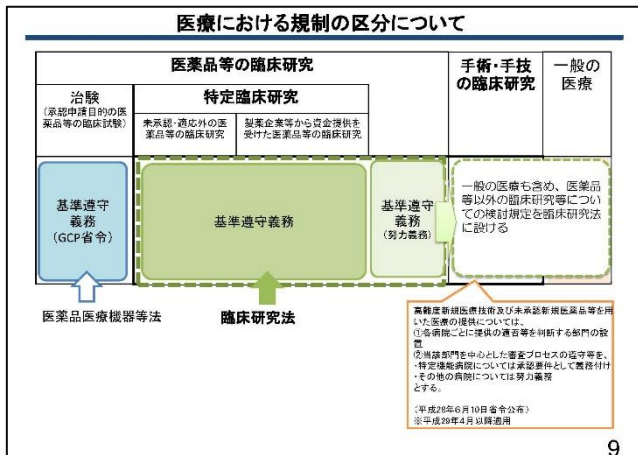 医療における規制の区分について
医薬品等の臨床研究
手術・手技
の臨床研究
一般の
医療
治験
(承認申請目的の医
薬品等の臨床試験)
特定臨床研究
未承認・適応外の医
薬品等の臨床研究
製薬企業等から資金提供を
受けた医薬品等の臨床研究
基準遵守
義務
(GCP省令)
基準遵守義務
基準遵守
義務
(努力義務)
一般の医療も含め、医薬品
等以外の臨床研究等につい
ての検討規定を臨床研究法
に設ける
医薬品医療機器等法
臨床研究法
高難度新規医療技術及び未承認新規医薬品等を用
いた医療の提供については、
①各病院ごとに提供の適否等を判断する部門の設
置
②当該部門を中心とした審査プロセスの遵守等を、
・特定機能病院については承認要件として義務付け
・その他の病院については努力義務
とする。
(平成28年6月10日省令公布)
※平成29年4月以降適用
9